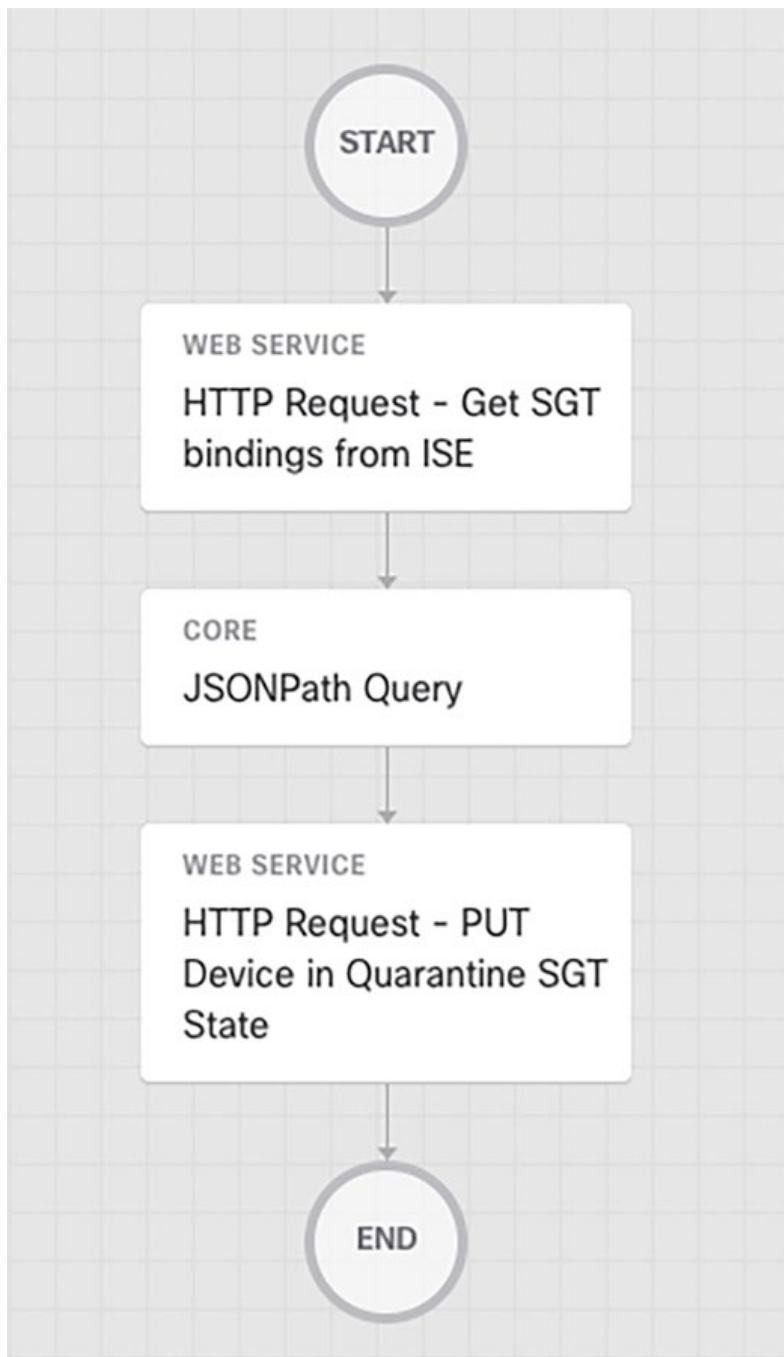 START
WEB SERVICE
HTTP Request - Get SGT
bindings from ISE
CORE
JSONPath Query
WEB SERVICE
HTTP Request - PUT
Device in Quarantine SGT
State
END